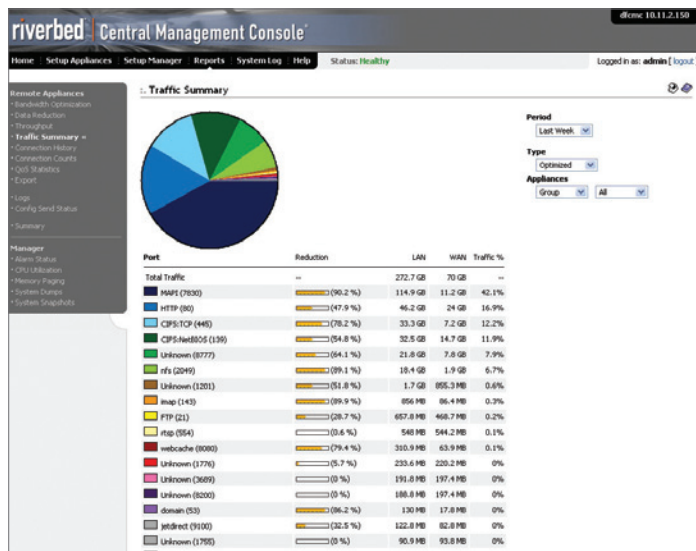 dlcmc 10.11.2.150
riverbed Central Management Console
Home Setup Appliances Setup Manager Reports System Log Help Status: Healthy Logged in as: admin [ logout
Remote Appliances
Bandwidth Optimization
Data Reduction
Throughput
Traffic Summary »
Connection History
Connection Counts
QoS Statistics
Export
Logs
Config Send Status
Summary
Manager
Alarm Status
CPU Utilization
Memory Paging
System Dumps
System Snapshots
:. Traffic Summary
Period
Last Week
Type
Optimized
Appliances
Group All
Port Reduction LAN WAN Traffic %
Total Traffic -- 272.7 GB 70 GB --
MAPI (7830) (90.2 %) 114.9 GB 11.2 GB 42.1%
HTTP (80) (47.9 %) 46.2 GB 24 GB 16.9%
CIFS:TCP (445) (78.2 %) 33.3 GB 7.2 GB 12.2%
CIFS:NetBIOS (139) (54.8 %) 32.5 GB 14.7 GB 11.9%
Unknown (8777) (64.1 %) 21.8 GB 7.8 GB 7.9%
nfs (2049) (89.1 %) 18.4 GB 1.9 GB 6.7%
Unknown (1201) (51.8 %) 1.7 GB 855.3 MB 0.6%
imap (143) (89.9 %) 856 MB 86.4 MB 0.3%
FTP (21) (28.7 %) 657.8 MB 468.7 MB 0.2%
rtsp (554) (0.6 %) 548 MB 544.2 MB 0.1%
webcache (8080) (79.4 %) 310.9 MB 63.9 MB 0.1%
Unknown (1776) (5.7 %) 233.6 MB 220.2 MB 0%
Unknown (3689) (0 %) 191.8 MB 197.4 MB 0%
Unknown (8200) (0 %) 188.8 MB 197.4 MB 0%
domain (53) (86.2 %) 130 MB 17.8 MB 0%
jetdirect (9100) (32.5 %) 122.8 MB 82.8 MB 0%
Unknown (1755) (0 %) 90.9 MB 93.8 MB 0%